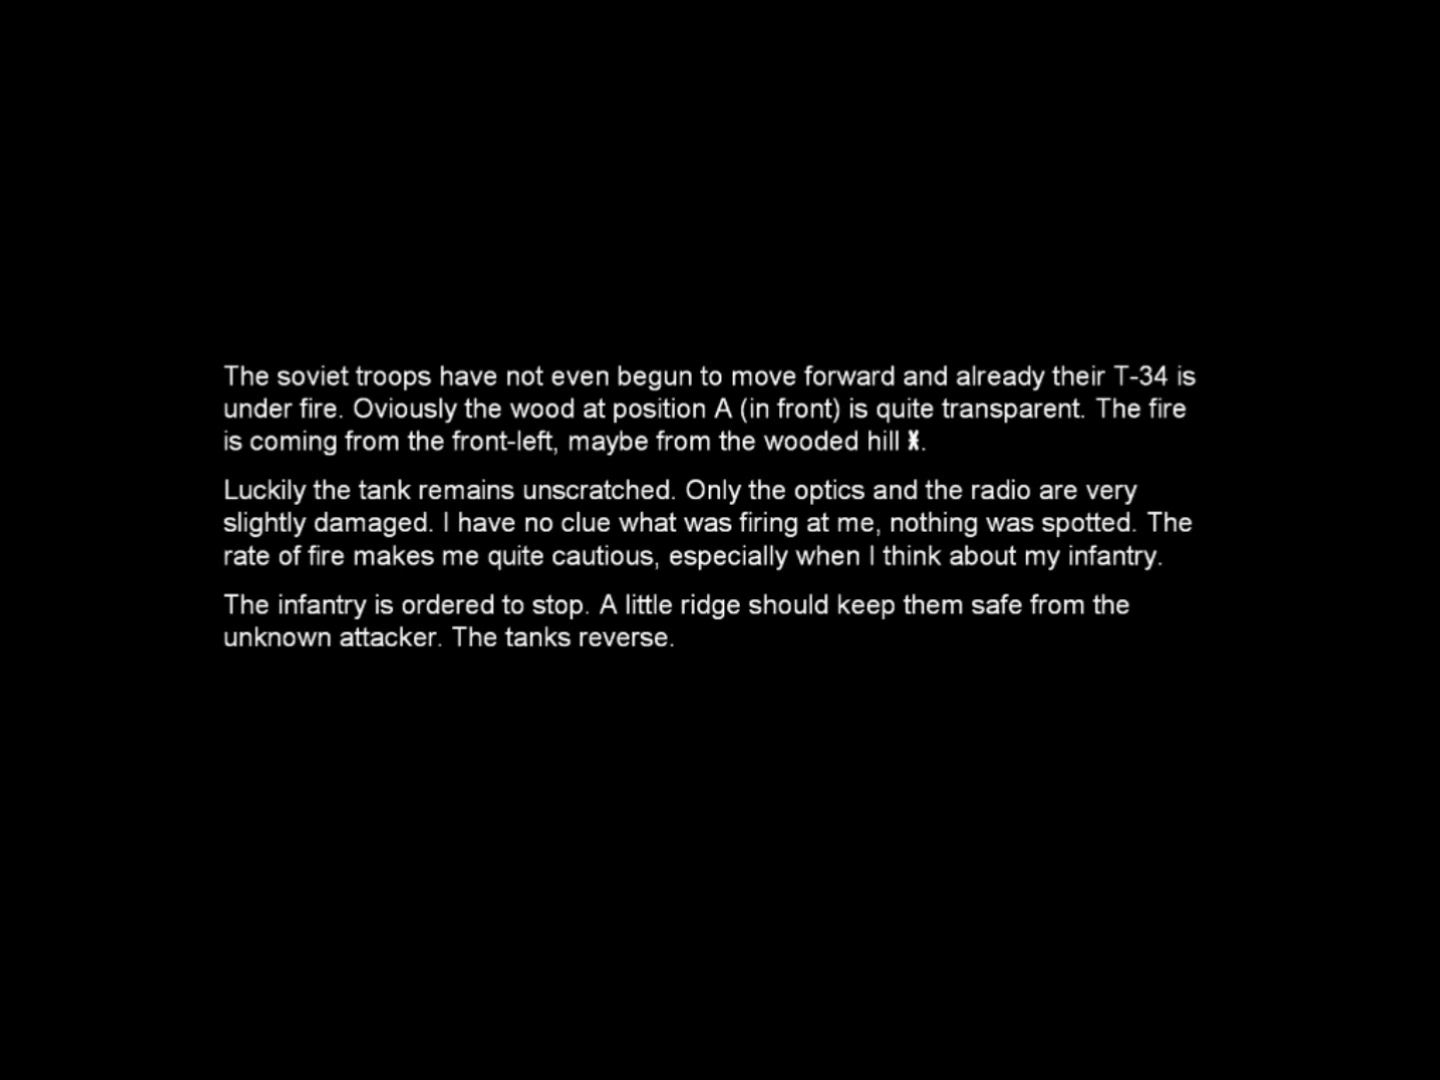 The soviet troops have not even begun to move forward and already their T-34 is
under fire. Oviously the wood at position A (in front) is quite transparent. The fire
is coming from the front-left, maybe from the wooded hill X.
Luckily the tank remains unscratched. Only the optics and the radio are very
slightly damaged. I have no clue what was firing at me, nothing was spotted. The
rate of fire makes me quite cautious, especially when I think about my infantry.
The infantry is ordered to stop. A little ridge should keep them safe from the
unknown attacker. The tanks reverse.